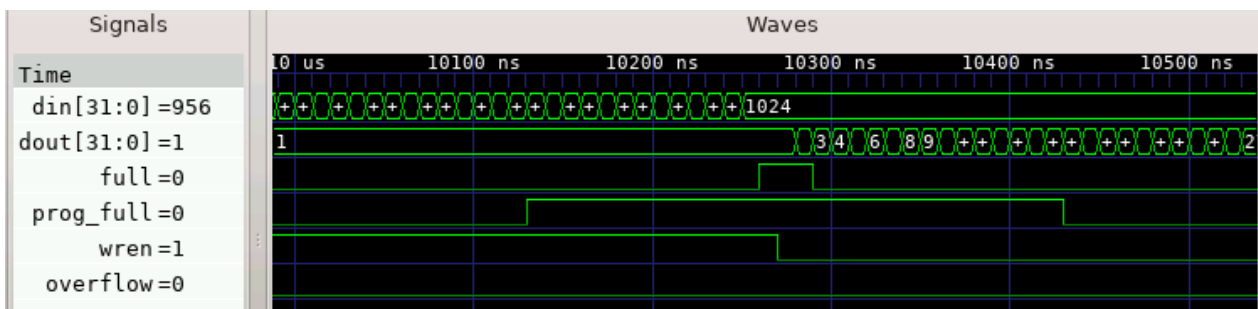 Signals
Waves
Time
10 us 10100 ns 10200 ns 10300 ns 10400 ns 10500 ns
din[31:0] =956
+ + + + + + + + + + + + + + + + + 1024
dout[31:0] =1
1 3 4 6 8 9 + + + + + + + + + 2
full =0
prog_full =0
wren =1
overflow =0